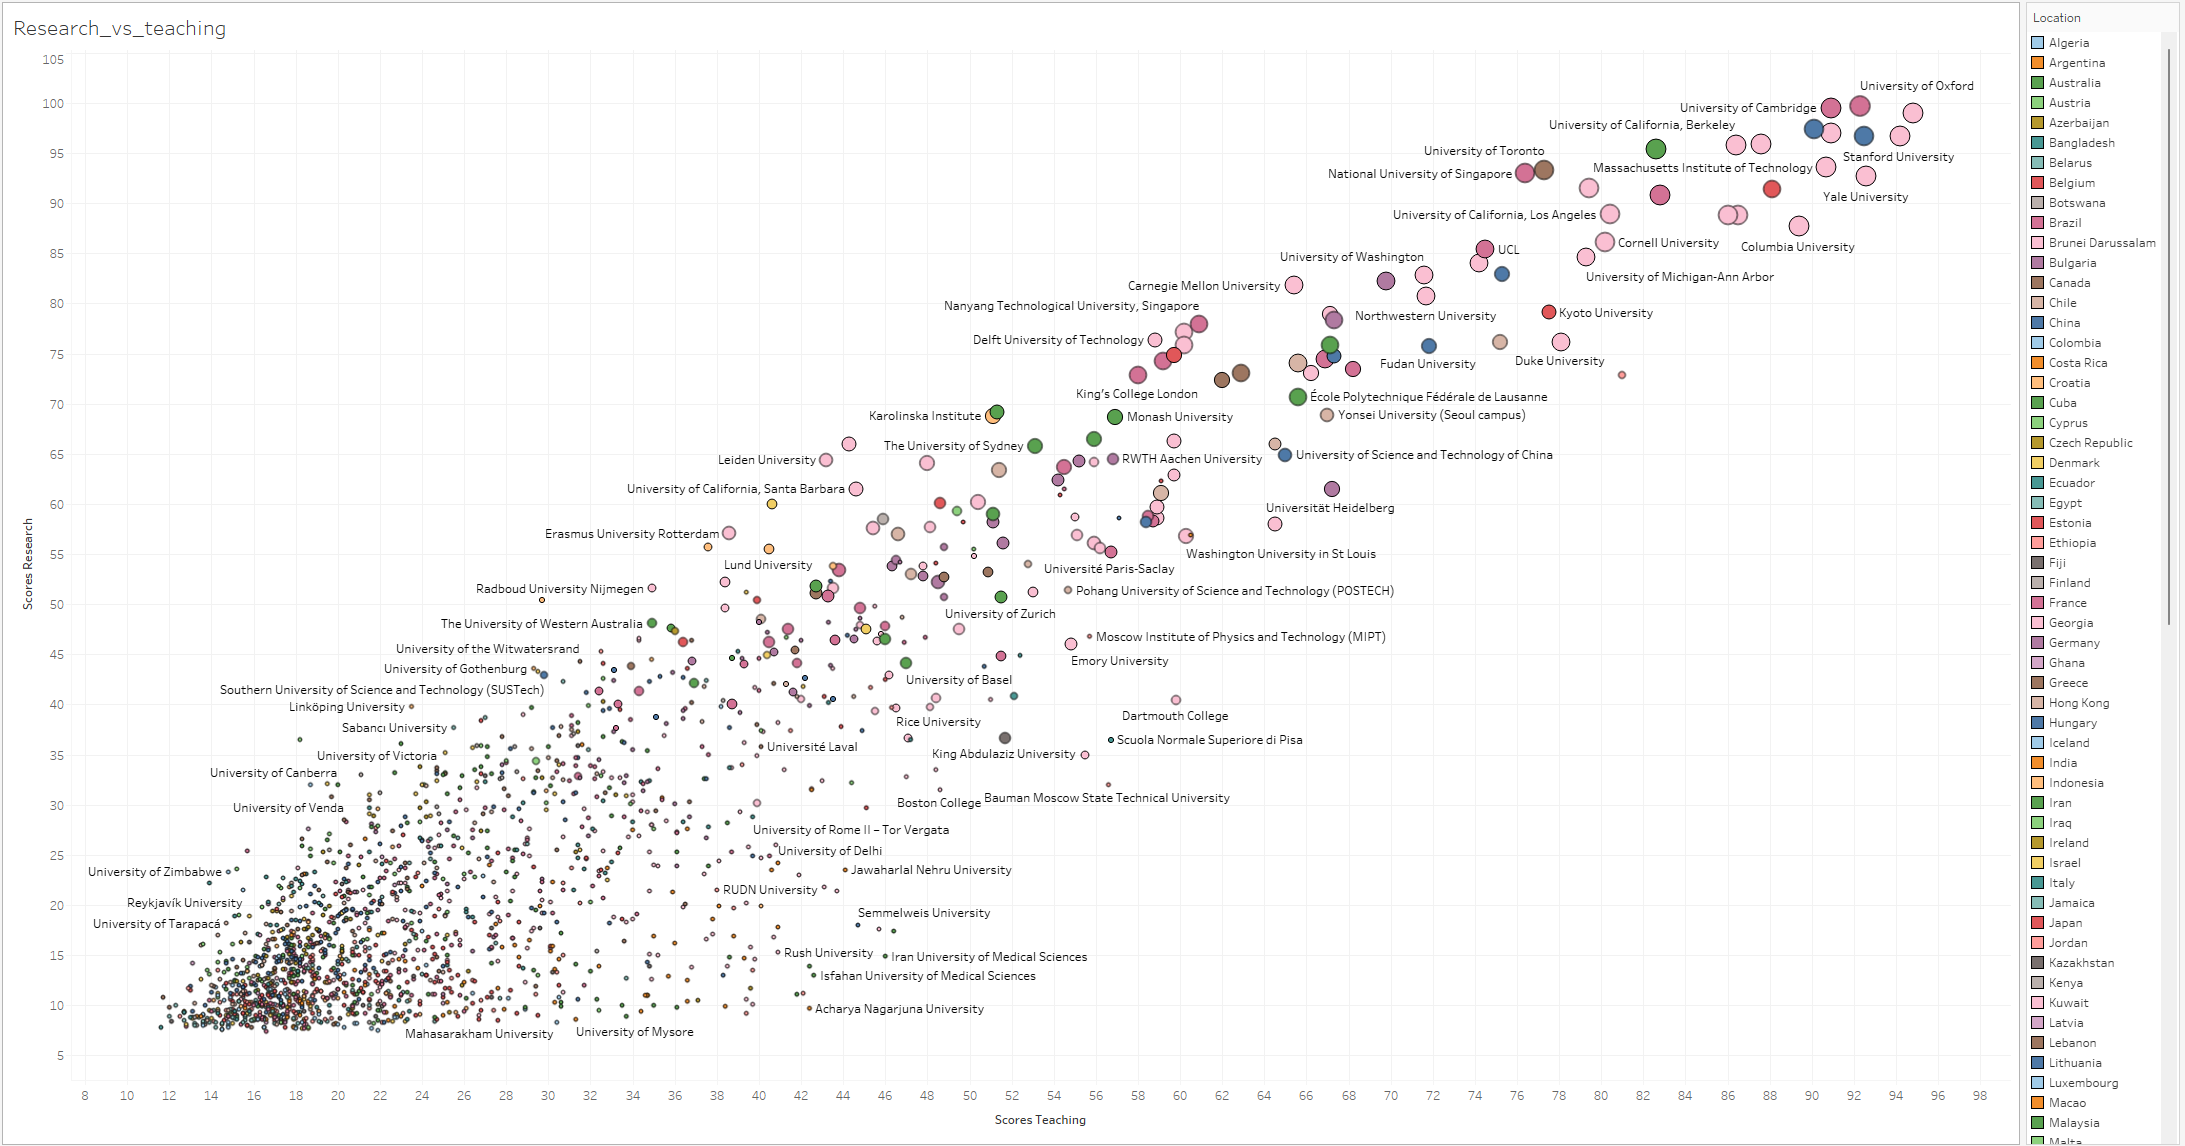 Research_vs_teaching
105
100
95
90
85
80
75
70
65
60
55
50
45
40
35
30
25
20
15
10
5
Scores Research
University of Oxford
University of Cambridge
University of California, Berkeley
University of Toronto
Stanford University
Massachusetts Institute of Technology
National University of Singapore
Yale University
University of California, Los Angeles
Cornell University
Columbia University
UCL
University of Washington
University of Michigan-Ann Arbor
Carnegie Mellon University
Nanyang Technological University, Singapore
Kyoto University
Northwestern University
Delft University of Technology
Duke University
Fudan University
King's College London
École Polytechnique Fédérale de Lausanne
Karolinska Institute
Monash University
Yonsei University (Seoul campus)
The University of Sydney
University of Science and Technology of China
Leiden University
RWTH Aachen University
University of California, Santa Barbara
Universität Heidelberg
Erasmus University Rotterdam
Washington University in St Louis
Lund University
Université Paris-Saclay
Radboud University Nijmegen
Pohang University of Science and Technology (POSTECH)
University of Zurich
The University of Western Australia
Moscow Institute of Physics and Technology (MIPT)
University of the Witwatersrand
Emory University
University of Gothenburg
University of Basel
Southern University of Science and Technology (SUSTech)
Linköping University
Dartmouth College
Rice University
Sabancı University
Scuola Normale Superiore di Pisa
Université Laval
King Abdulaziz University
University of Victoria
University of Canberra
Boston College
Bauman Moscow State Technical University
University of Venda
University of Rome II – Tor Vergata
University of Delhi
University of Zimbabwe
Jawaharlal Nehru University
RUDN University
Reykjavík University
Semmelweis University
University of Tarapacá
Rush University
Iran University of Medical Sciences
Isfahan University of Medical Sciences
Acharya Nagarjuna University
Mahasarakham University
University of Mysore
8 10 12 14 16 18 20 22 24 26 28 30 32 34 36 38 40 42 44 46 48 50 52 54 56 58 60 62 64 66 68 70 72 74 76 78 80 82 84 86 88 90 92 94 96 98
Scores Teaching
Location
Algeria
Argentina
Australia
Austria
Azerbaijan
Bangladesh
Belarus
Belgium
Botswana
Brazil
Brunei Darussalam
Bulgaria
Canada
Chile
China
Colombia
Costa Rica
Croatia
Cuba
Cyprus
Czech Republic
Denmark
Ecuador
Egypt
Estonia
Ethiopia
Fiji
Finland
France
Georgia
Germany
Ghana
Greece
Hong Kong
Hungary
Iceland
India
Indonesia
Iran
Iraq
Ireland
Israel
Italy
Jamaica
Japan
Jordan
Kazakhstan
Kenya
Kuwait
Latvia
Lebanon
Lithuania
Luxembourg
Macao
Malaysia
Malta